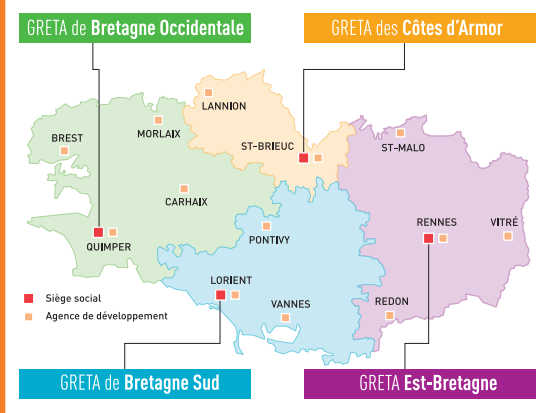 GRETA de Bretagne Occidentale
GRETA des Côtes d'Armor
LANNION
BREST
MORLAIX
ST-BRIEUC
ST-MALO
CARHAIX
RENNES
VITRÉ
QUIMPER
PONTIVY
LORIENT
Siège social
VANNES
REDON
Agence de développement
GRETA de Bretagne Sud
GRETA Est-Bretagne